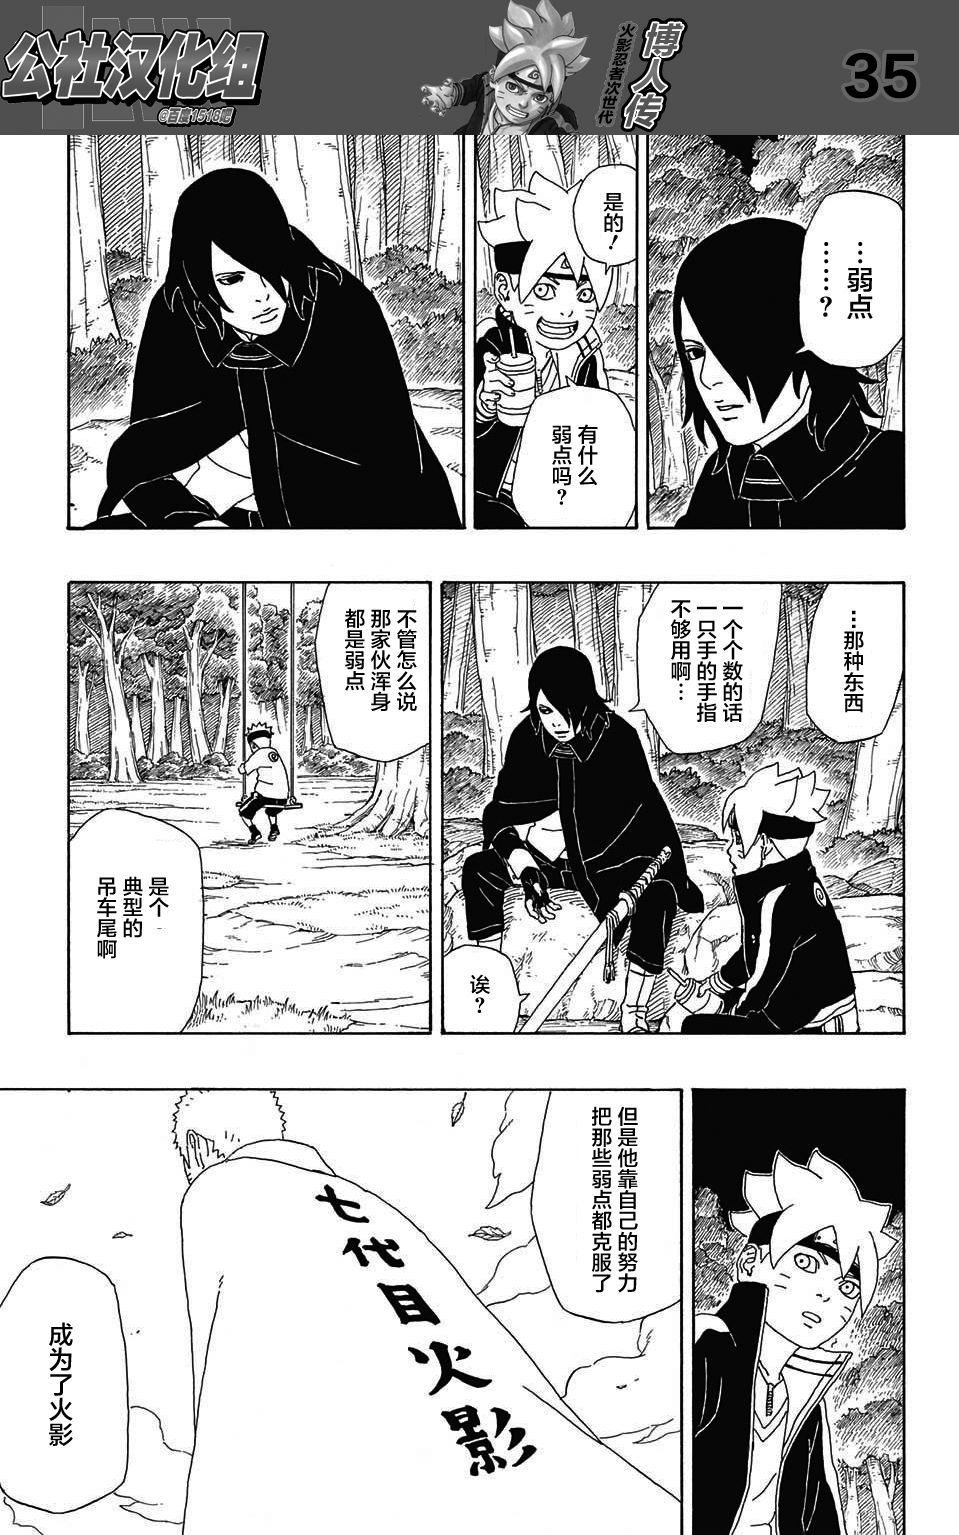 公社汉化组
@百度1518吧
火影忍者次世代
博人传
35
…弱点
……?
是的!
有什么
弱点吗?
…那种东西
一个个数的话
一只手的手指
不够用啊…
诶?
不管怎么说
那家伙浑身
都是弱点
是个
典型的
吊车尾啊
但是他靠自己的努力
把那些弱点都克服了
七代目火影
成为了火影